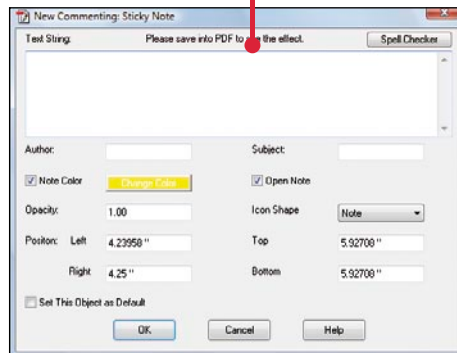 New Commenting: Sticky Note
Text String: Please save into PDF to see the effect. Spell Checker
Author: Subject:
Note Color Change Color Open Note
Opacity: 1.00 Icon Shape Note
Positon: Left 4.23958 " Top 5.92708 "
Right 4.25 " Bottom 5.92708 "
Set This Object as Default
OK Cancel Help